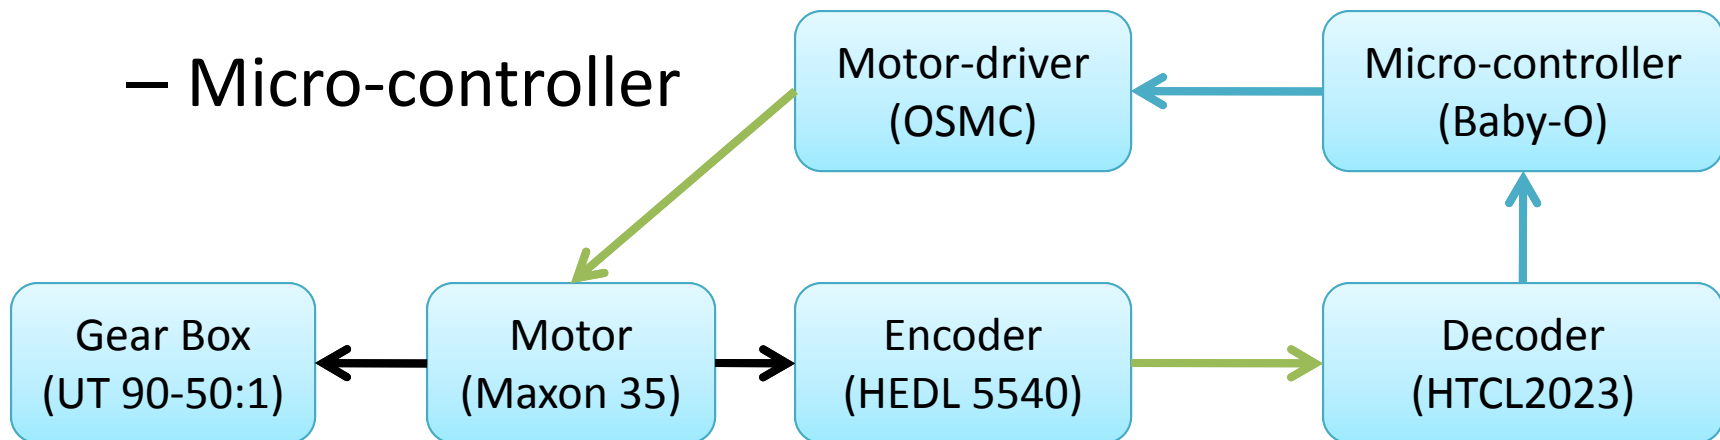 – Micro-controller
Motor-driver
(OSMC)
Micro-controller
(Baby-O)
Gear Box
(UT 90-50:1)
Motor
(Maxon 35)
Encoder
(HEDL 5540)
Decoder
(HTCL2023)